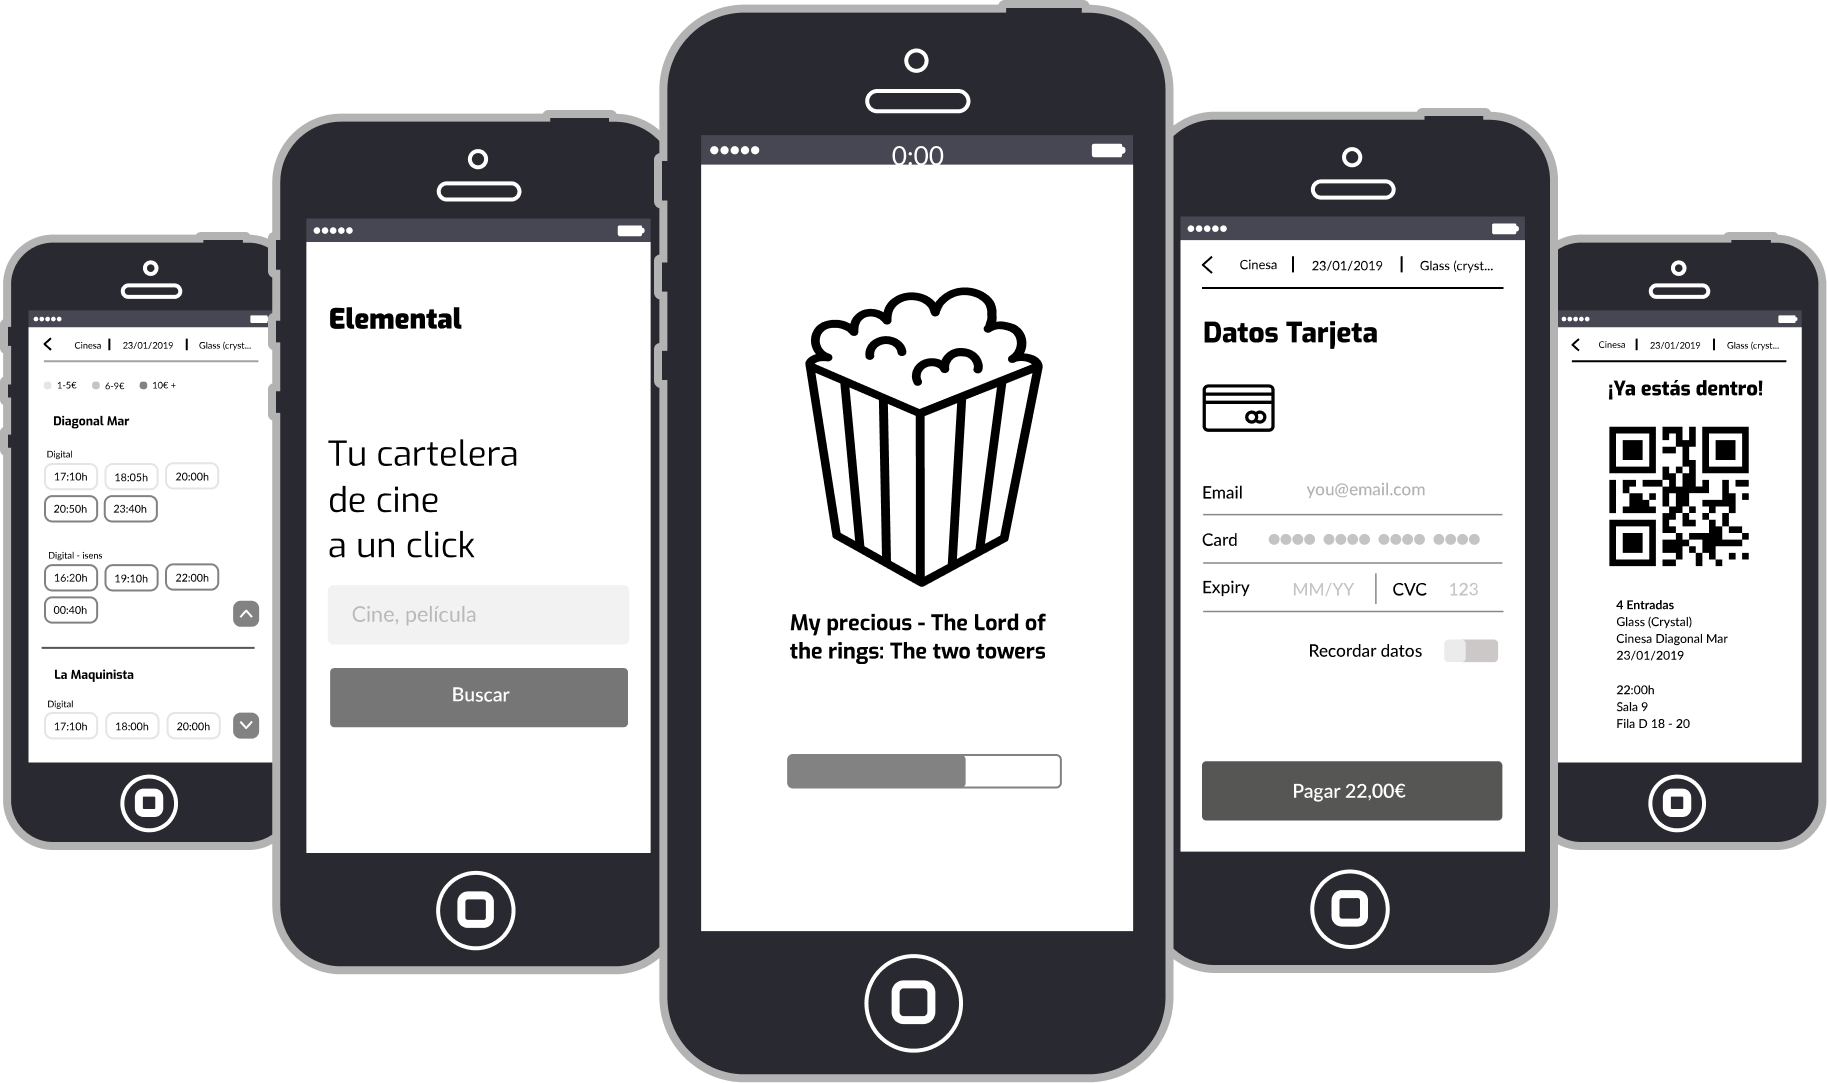 Cinesa | 23/01/2019 | Glass (cryst...
1-5€ 6-9€ 10€ +
Diagonal Mar
Digital
17:10h 18:05h 20:00h
20:50h 23:40h
Digital - isens
16:20h 19:10h 22:00h
00:40h
La Maquinista
Digital
17:10h 18:00h 20:00h
Elemental
Tu cartelera
de cine
a un click
Cine, película
Buscar
0:00
My precious - The Lord of
the rings: The two towers
Cinesa | 23/01/2019 | Glass (cryst...
Datos Tarjeta
Email you@email.com
Card
Expiry MM/YY | CVC 123
Recordar datos
Pagar 22,00€
Cinesa | 23/01/2019 | Glass (cryst...
¡Ya estás dentro!
4 Entradas
Glass (Crystal)
Cinesa Diagonal Mar
23/01/2019
22:00h
Sala 9
Fila D 18 - 20